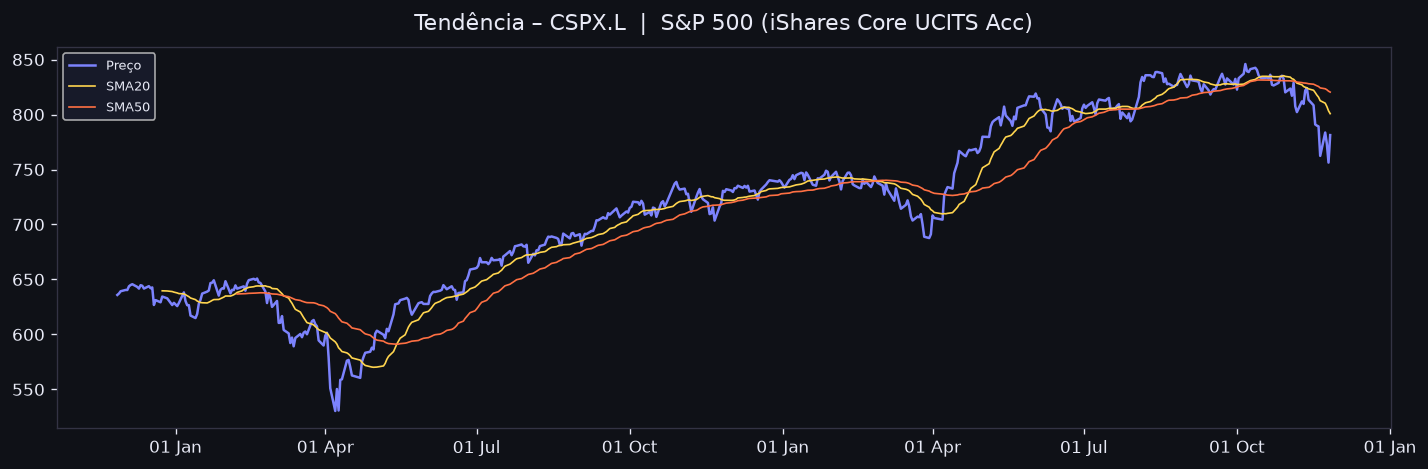 Tendência – CSPX.L | S&P 500 (iShares Core UCITS Acc)
Preço
SMA20
SMA50
850
800
750
700
650
600
550
01 Jan 01 Apr 01 Jul 01 Oct 01 Jan 01 Apr 01 Jul 01 Oct 01 Jan